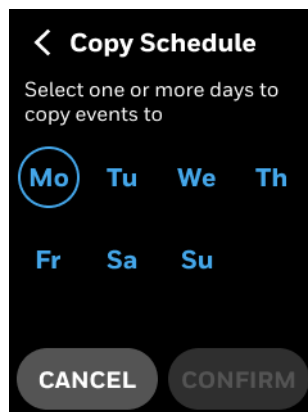 Copy Schedule
Select one or more days to
copy events to
Mo Tu We Th
Fr Sa Su
CANCEL CONFIRM